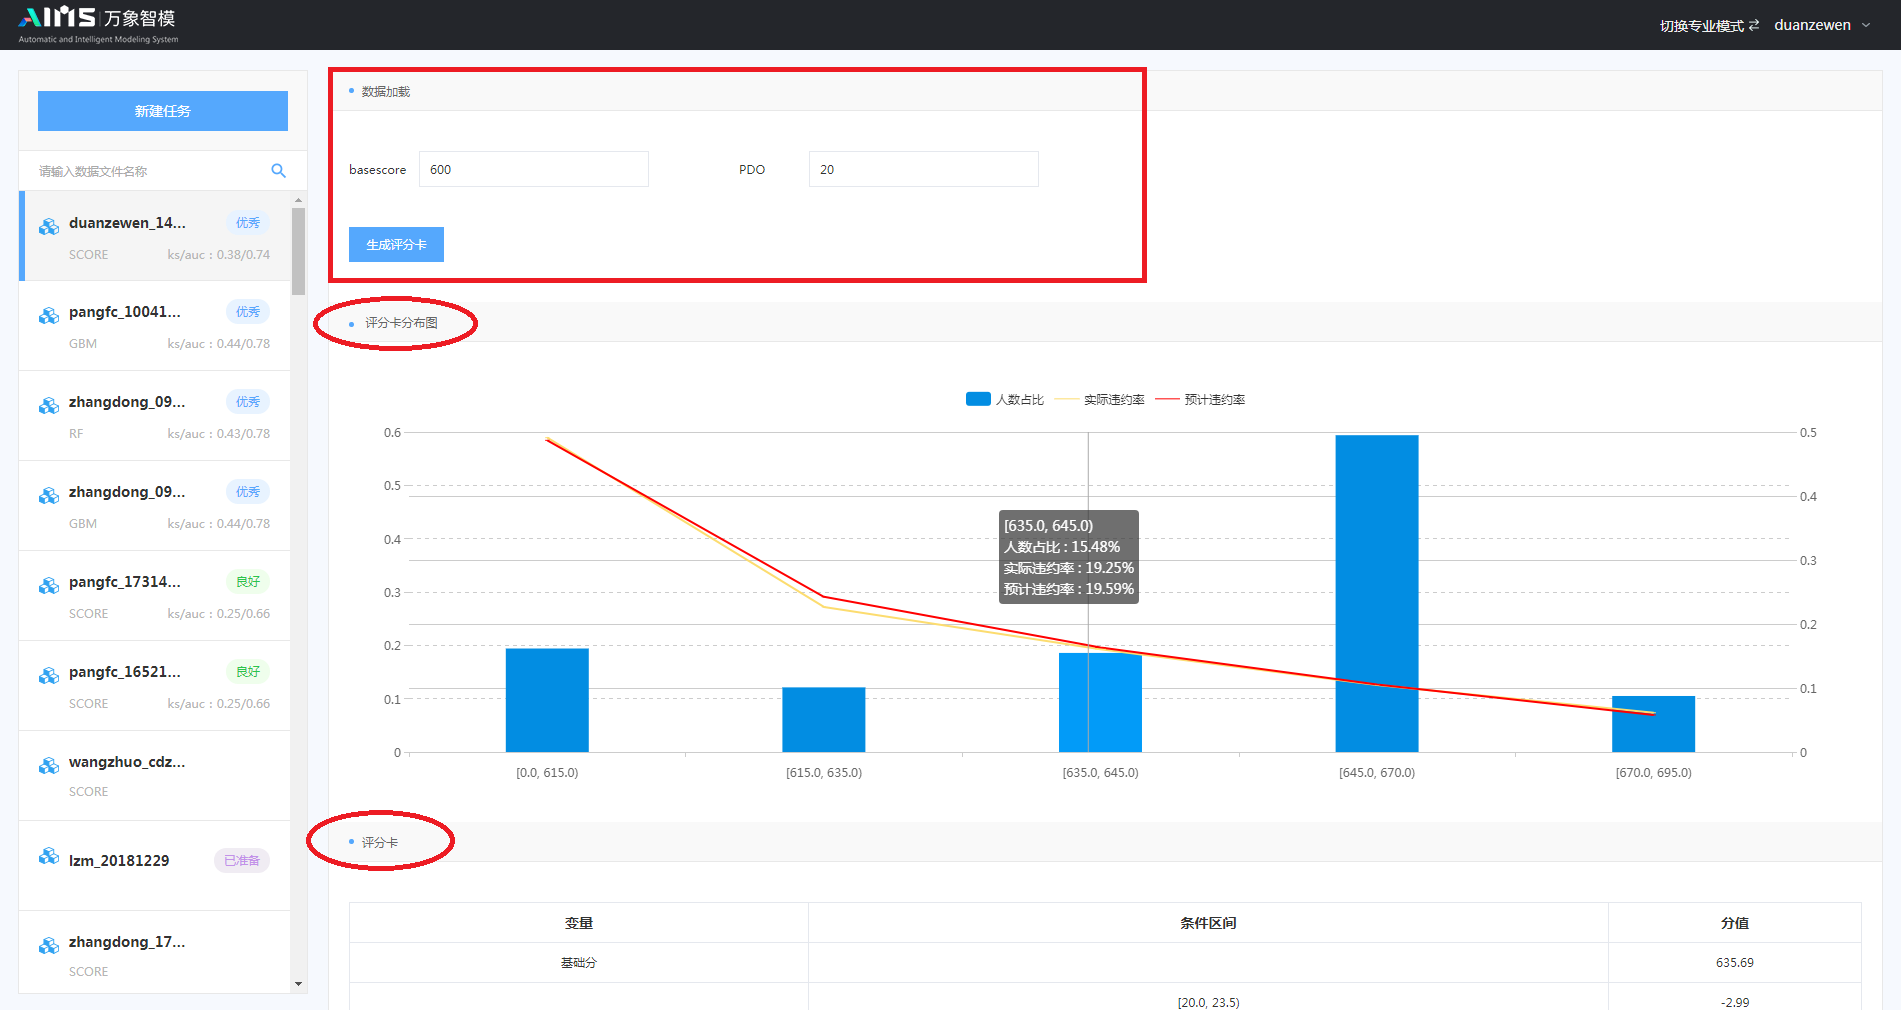 AIMS 万象智模
Automatic and Intelligent Modeling System
切换专业模式 duanzewen
新建任务
请输入数据文件名称
duanzewen_14... 优秀
SCORE ks/auc : 0.38/0.74
pangfc_10041... 优秀
GBM ks/auc : 0.44/0.78
zhangdong_09... 优秀
RF ks/auc : 0.43/0.78
zhangdong_09... 优秀
GBM ks/auc : 0.44/0.78
pangfc_17314... 良好
SCORE ks/auc : 0.25/0.66
pangfc_16521... 良好
SCORE ks/auc : 0.25/0.66
wangzhuo_cdz...
SCORE
lzm_20181229 已准备
zhangdong_17...
SCORE
数据加载
basescore 600 PDO 20
生成评分卡
评分卡分布图
人数占比 实际违约率 预计违约率
0.6 0.5
0.5 0.4
0.4 0.3
0.3 0.2
0.2 0.1
0.1
0 0
[635.0, 645.0)
人数占比 : 15.48%
实际违约率 : 19.25%
预计违约率 : 19.59%
[0.0, 615.0) [615.0, 635.0) [635.0, 645.0) [645.0, 670.0) [670.0, 695.0)
评分卡
变量 条件区间 分值
基础分 635.69
[20.0, 23.5) -2.99